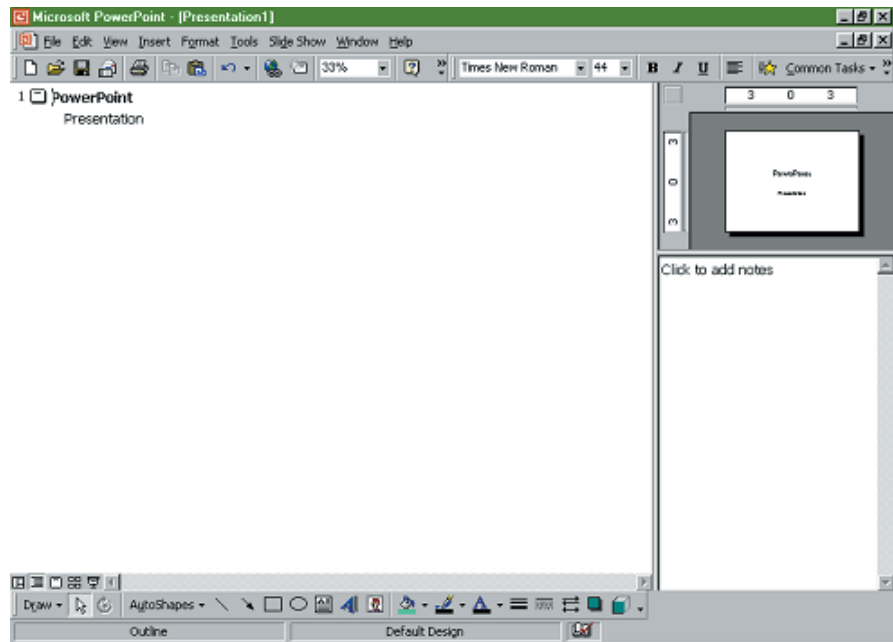 Microsoft PowerPoint - [Presentation1]
File Edit View Insert Format Tools Slide Show Window Help
33% Times New Roman 44 B I U Common Tasks
1 PowerPoint
Presentation
3 0 3
3
0
3
PowerPoint
Click to add notes
Draw AutoShapes
Outline Default Design